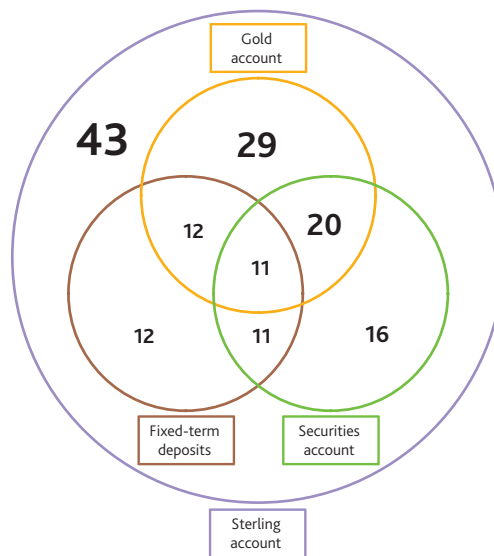 Gold
account
43
29
12
20
11
12
11
16
Fixed-term
deposits
Securities
account
Sterling
account